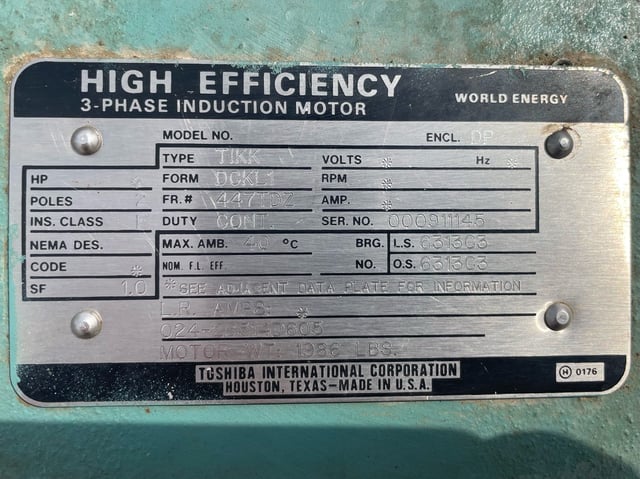 HIGH EFFICIENCY
3-PHASE INDUCTION MOTOR
WORLD ENERGY
MODEL NO. ENCL. DP
TYPE TIKK VOLTS * Hz *
HP * FORM DCKL1 RPM *
POLES 2 FR.# 447TDZ AMP. *
INS. CLASS DUTY CONT. SER. NO. 000911145
NEMA DES. MAX. AMB. 40 °C BRG. L.S. 6313C3
CODE * NOM. F.L. EFF. NO. O.S. 6313C3
SF 1.0 *SEE ADJACENT DATA PLATE FOR INFORMATION
L.R. AMPS: *
MOTOR WT: 1986 LBS.
TOSHIBA INTERNATIONAL CORPORATION
HOUSTON, TEXAS—MADE IN U.S.A.
H 0176